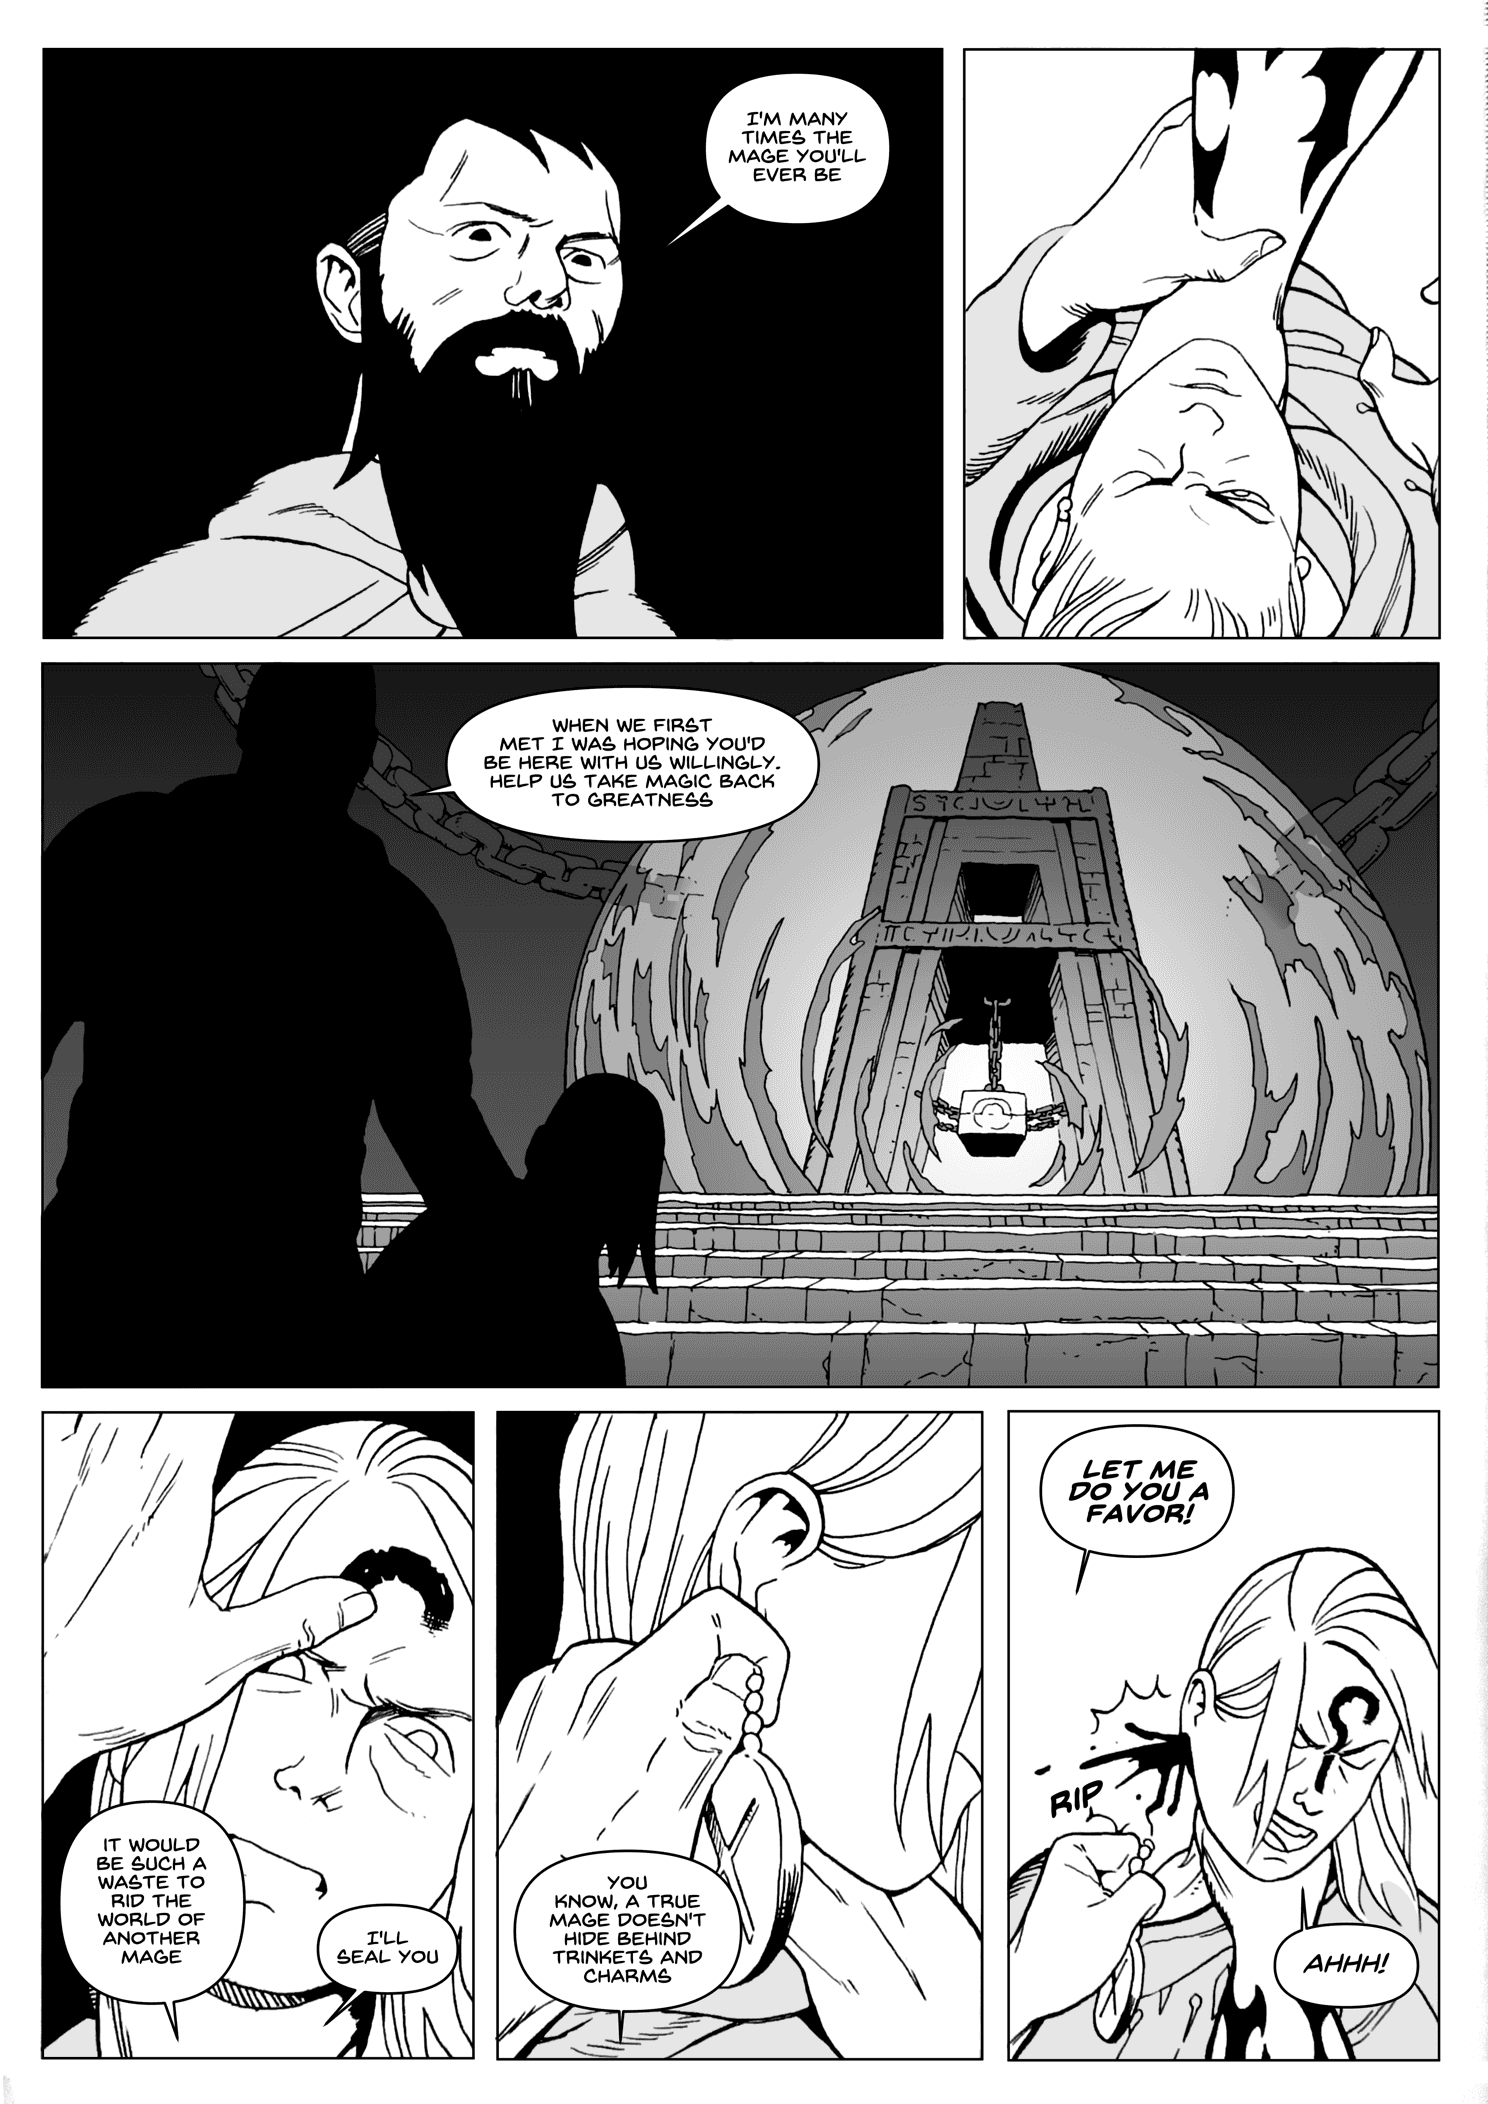 I'M MANY
TIMES THE
MAGE YOU'LL
EVER BE
WHEN WE FIRST
MET I WAS HOPING YOU'D
BE HERE WITH US WILLINGLY.
HELP US TAKE MAGIC BACK
TO GREATNESS
IT WOULD
BE SUCH A
WASTE TO
RID THE
WORLD OF
ANOTHER
MAGE
I'LL
SEAL YOU
YOU
KNOW, A TRUE
MAGE DOESN'T
HIDE BEHIND
TRINKETS AND
CHARMS
LET ME
DO YOU A
FAVOR!
RIP
AHHH!